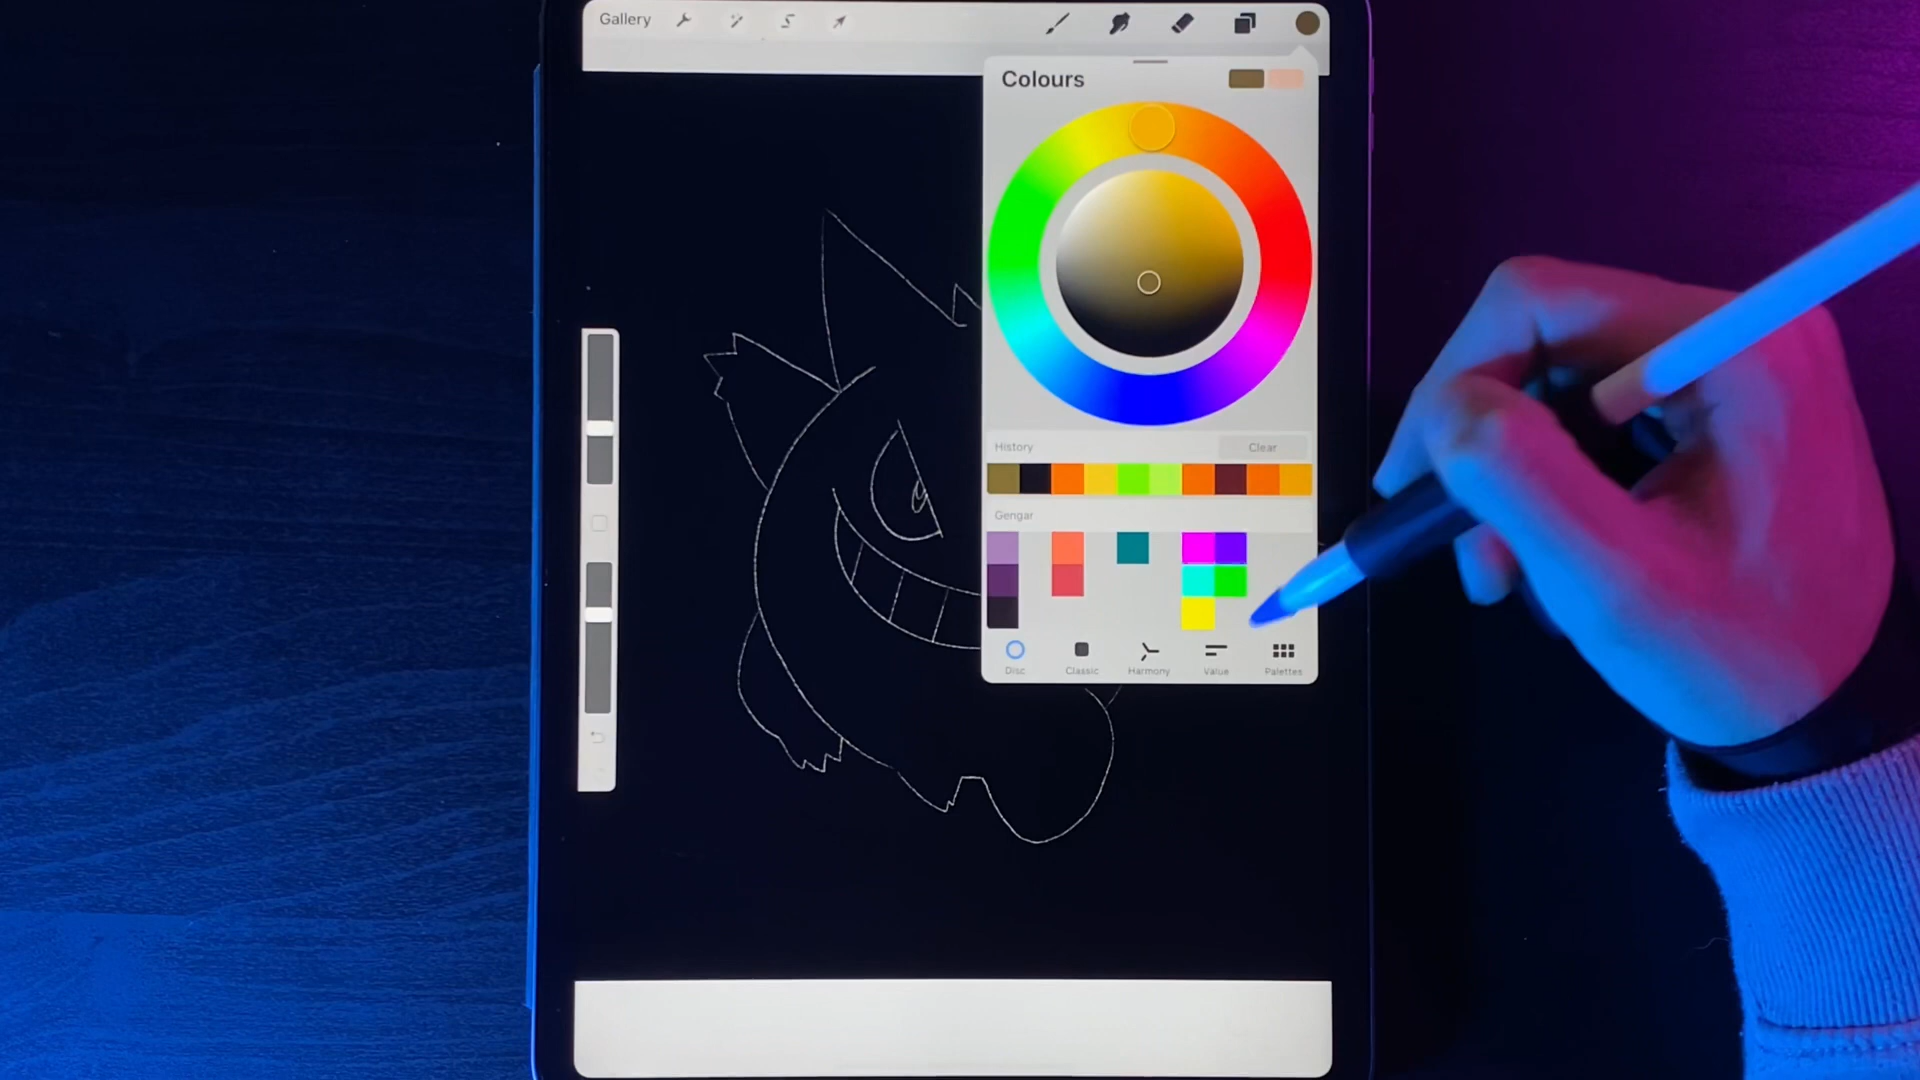 Gallery
Colours
History Clear
Gengar
Disc Classic Harmony Value Palettes